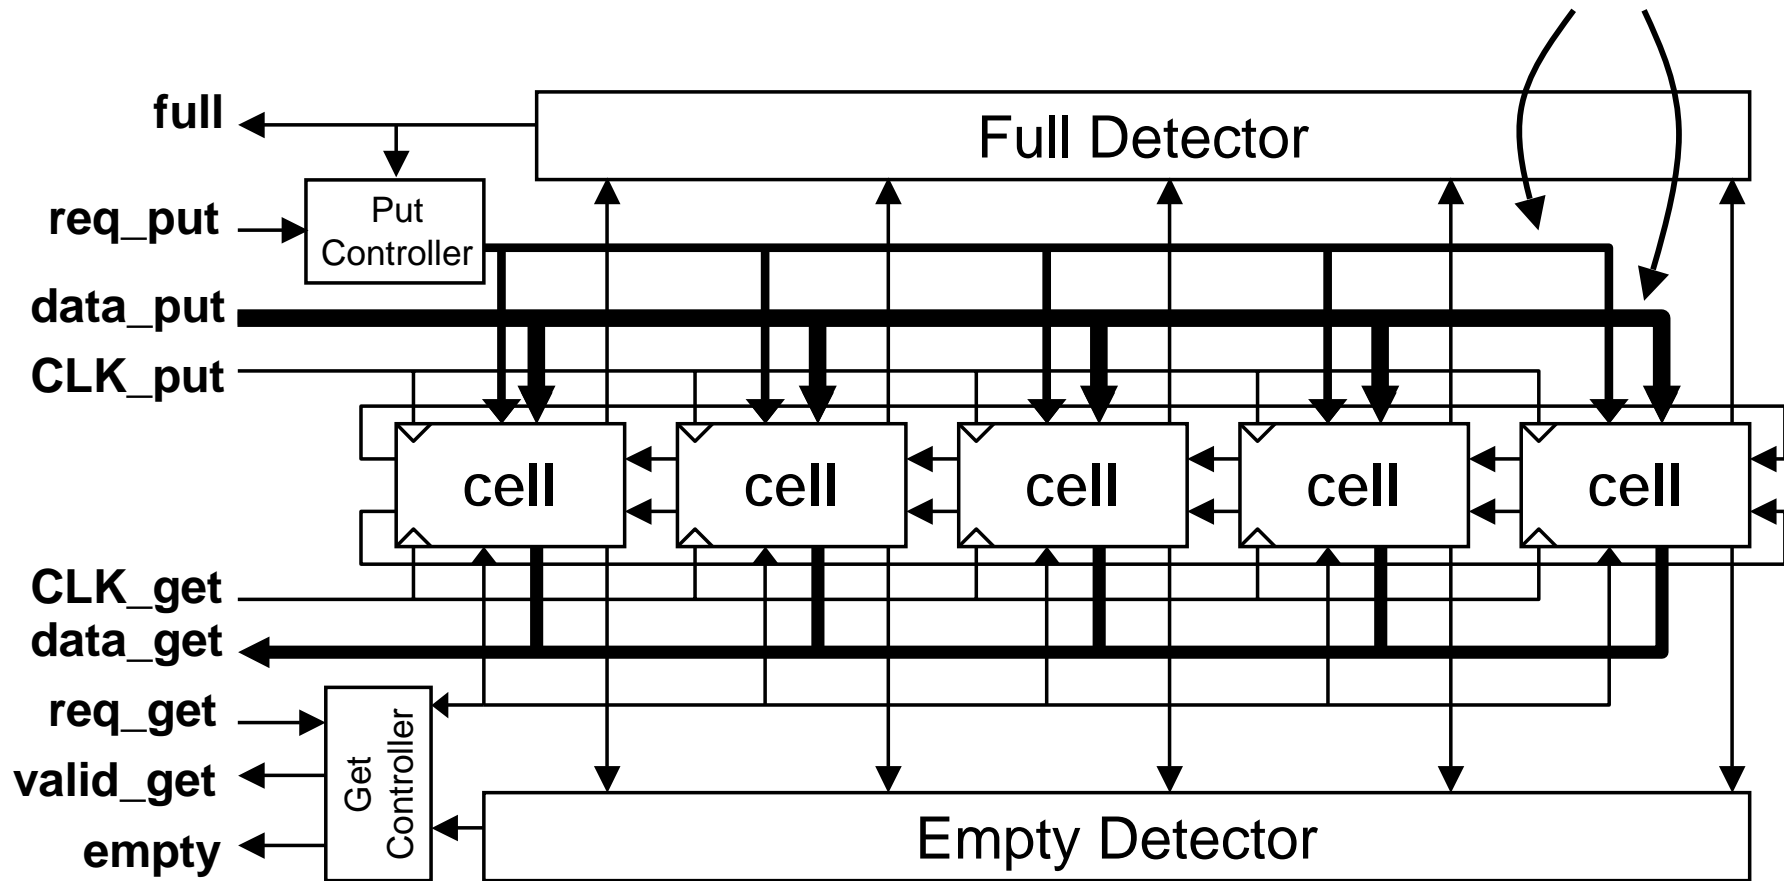 full
Full Detector
req_put
Put
Controller
data_put
CLK_put
cell
cell
cell
cell
cell
CLK_get
data_get
req_get
valid_get
empty
Get
Controller
Empty Detector